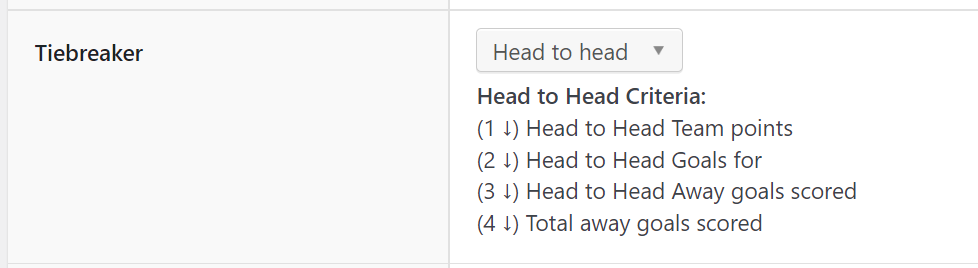 Tiebreaker
Head to head ▼
Head to Head Criteria:
(1 ↓) Head to Head Team points
(2 ↓) Head to Head Goals for
(3 ↓) Head to Head Away goals scored
(4 ↓) Total away goals scored